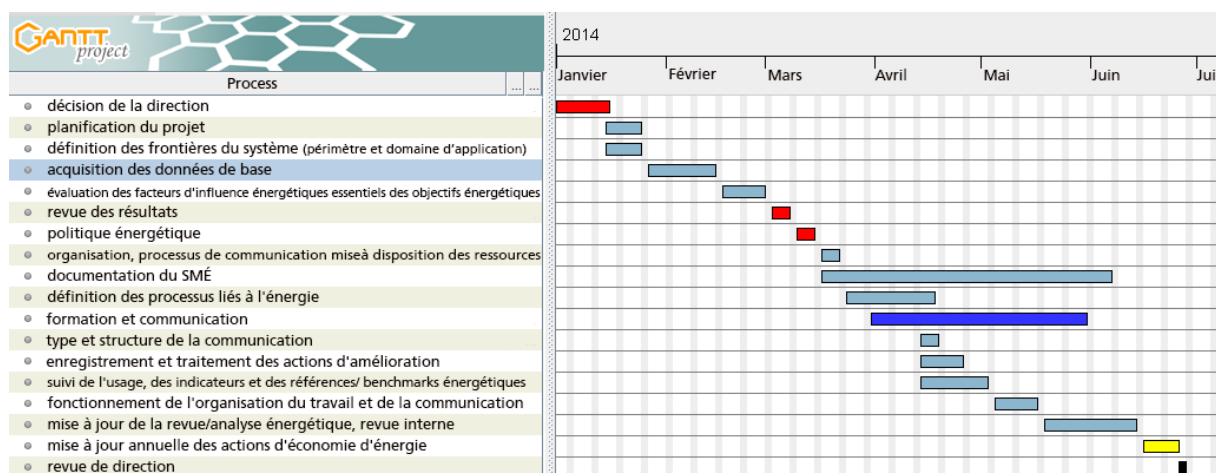 GANTT
project
2014
Janvier Février Mars Avril Mai Juin Jui
Process ... ...
décision de la direction
planification du projet
définition des frontières du système (périmètre et domaine d'application)
acquisition des données de base
évaluation des facteurs d'influence énergétiques essentiels des objectifs énergétiques
revue des résultats
politique énergétique
organisation, processus de communication miseà disposition des ressources
documentation du SMÉ
définition des processus liés à l'énergie
formation et communication
type et structure de la communication
enregistrement et traitement des actions d'amélioration
suivi de l'usage, des indicateurs et des références/ benchmarks énergétiques
fonctionnement de l'organisation du travail et de la communication
mise à jour de la revue/analyse énergétique, revue interne
mise à jour annuelle des actions d'économie d'énergie
revue de direction